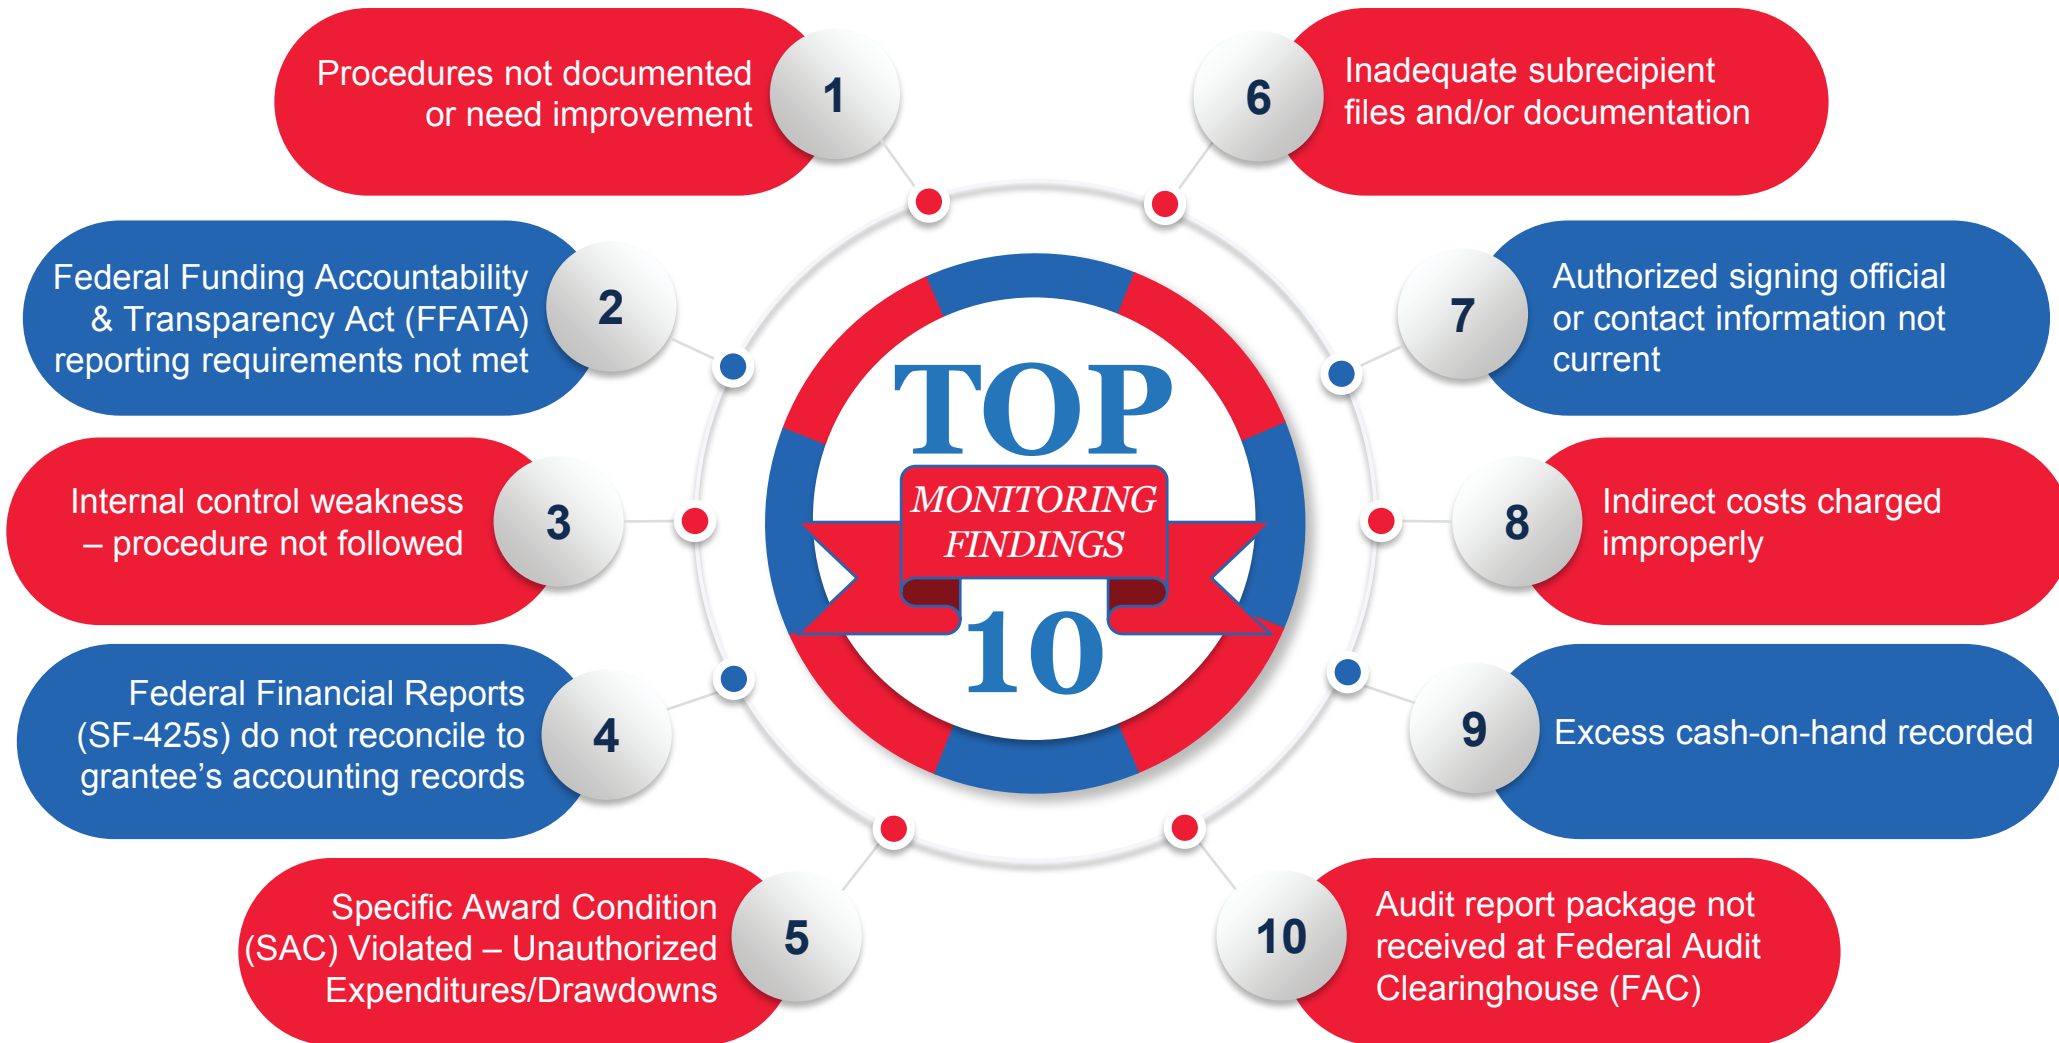 1
Procedures not documented
or need improvement
2
Federal Funding Accountability
& Transparency Act (FFATA)
reporting requirements not met
3
Internal control weakness
– procedure not followed
4
Federal Financial Reports
(SF-425s) do not reconcile to
grantee’s accounting records
5
Specific Award Condition
(SAC) Violated – Unauthorized
Expenditures/Drawdowns
TOP
MONITORING
FINDINGS
10
6
Inadequate subrecipient
files and/or documentation
7
Authorized signing official
or contact information not
current
8
Indirect costs charged
improperly
9
Excess cash-on-hand recorded
10
Audit report package not
received at Federal Audit
Clearinghouse (FAC)